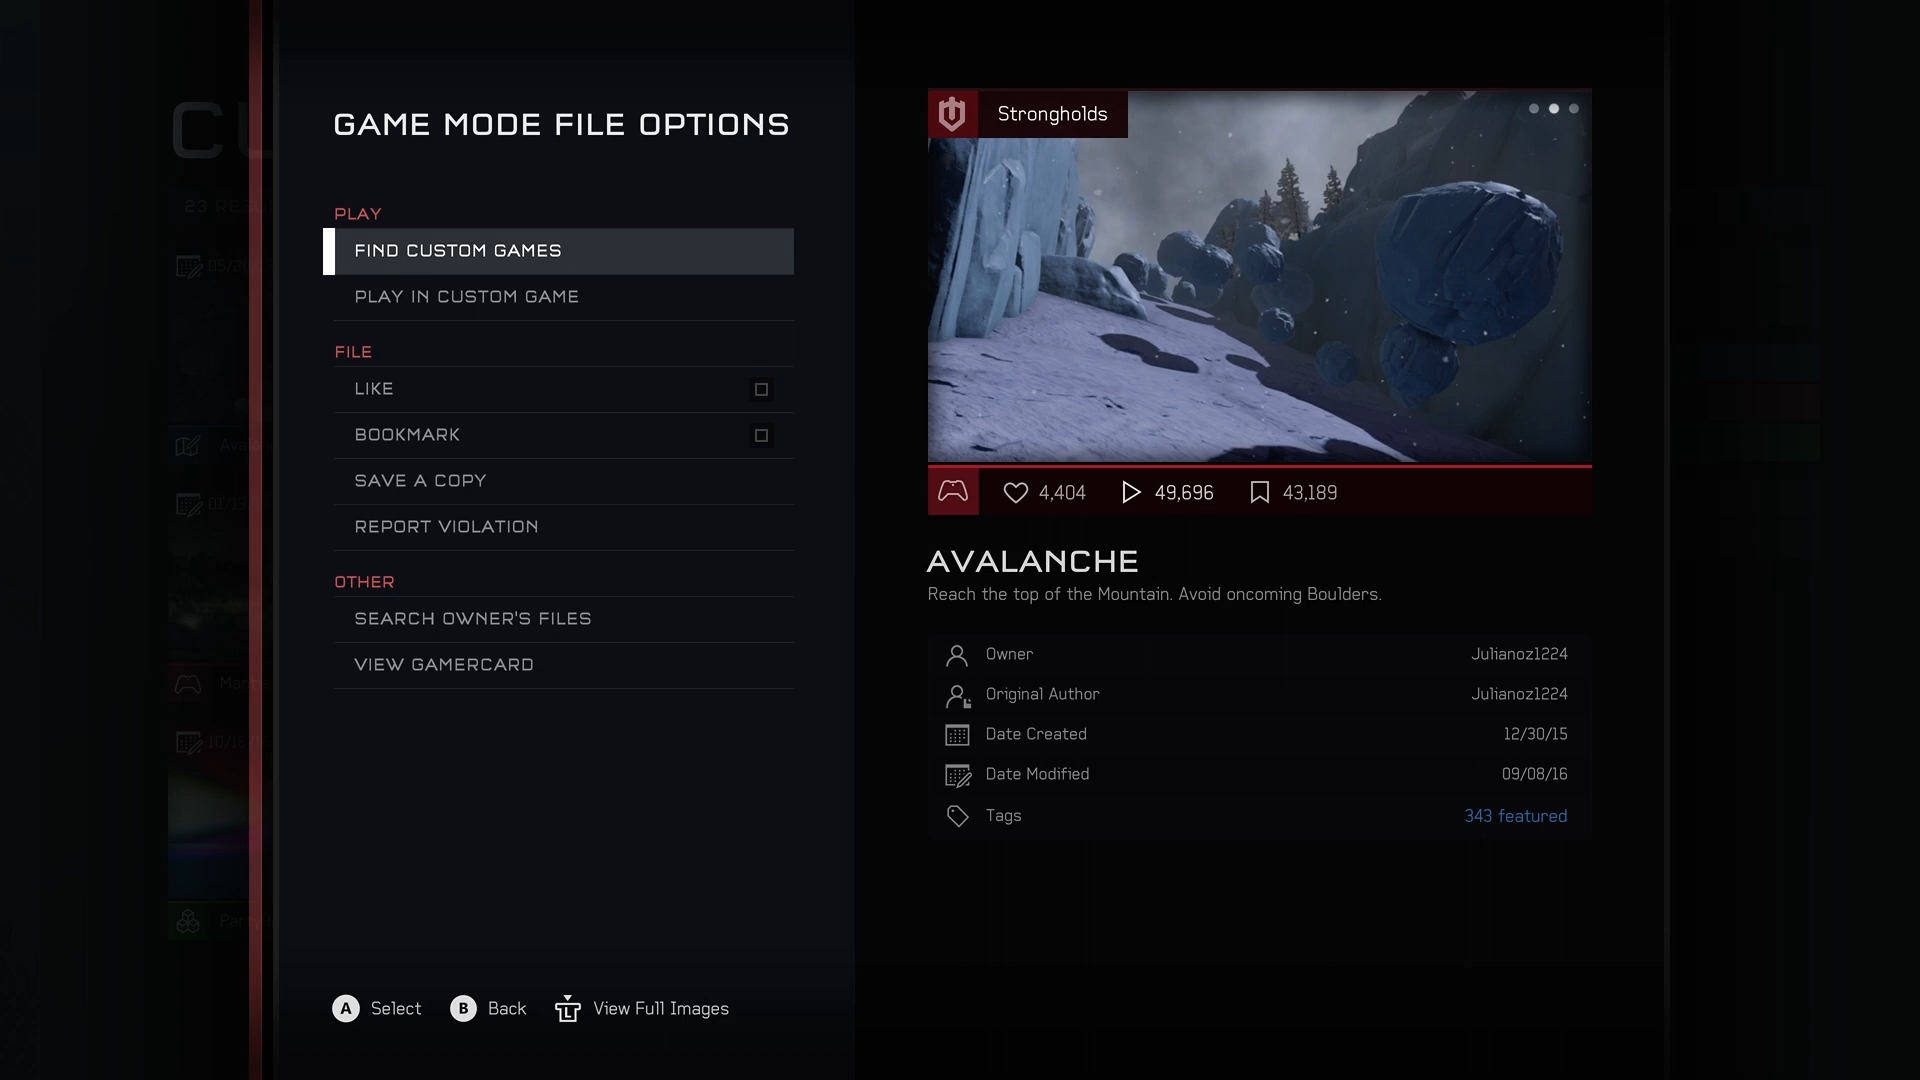 GAME MODE FILE OPTIONS
PLAY
FIND CUSTOM GAMES
PLAY IN CUSTOM GAME
FILE
LIKE
BOOKMARK
SAVE A COPY
REPORT VIOLATION
OTHER
SEARCH OWNER'S FILES
VIEW GAMERCARD
A Select
B Back
L View Full Images
Strongholds
4,404
49,696
43,189
AVALANCHE
Reach the top of the Mountain. Avoid oncoming Boulders.
Owner Julianoz1224
Original Author Julianoz1224
Date Created 12/30/15
Date Modified 09/08/16
Tags 343 featured